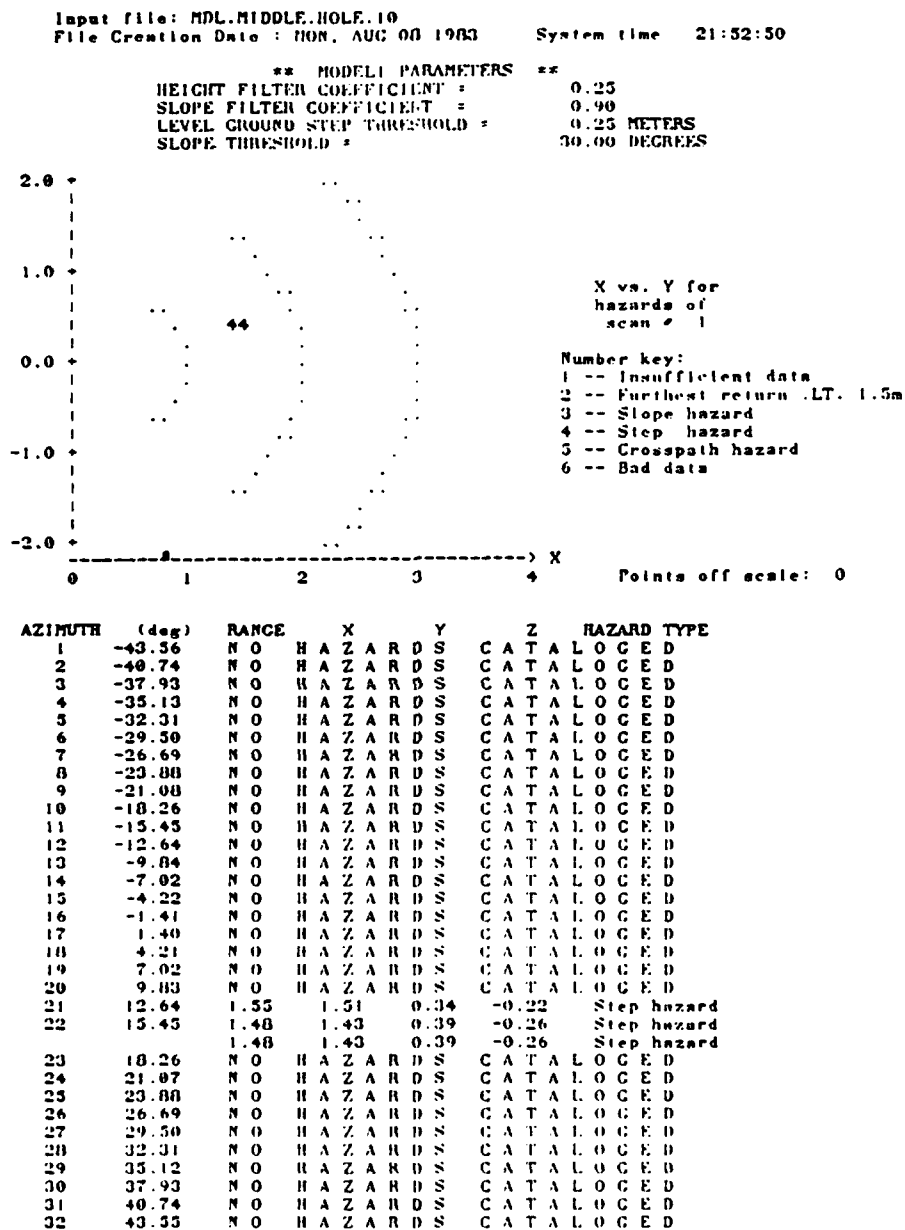 Input file: MDL.MIDDLE.HOLE.10
File Creation Date : MON, AUG 08 1983 System time 21:52:50
** MODEL1 PARAMETERS **
HEIGHT FILTER COEFFICIENT = 0.25
SLOPE FILTER COEFFICIENT = 0.90
LEVEL GROUND STEP THRESHOLD = 0.25 METERS
SLOPE THRESHOLD = 30.00 DEGREES
2.0
1.0
X vs. Y for
hazards of
scan # 1
44
0.0
Number key:
1 -- Insufficient data
2 -- Furthest return .LT. 1.5m
3 -- Slope hazard
4 -- Step hazard
-1.0
5 -- Crosspath hazard
6 -- Bad data
-2.0
X
0 1 2 3 4 Points off scale: 0
AZIMUTH (deg) RANGE X Y Z HAZARD TYPE
1 -43.56 N O H A Z A R D S C A T A L O G E D
2 -40.74 N O H A Z A R D S C A T A L O G E D
3 -37.93 N O H A Z A R D S C A T A L O G E D
4 -35.13 N O H A Z A R D S C A T A L O G E D
5 -32.31 N O H A Z A R D S C A T A L O G E D
6 -29.50 N O H A Z A R D S C A T A L O G E D
7 -26.69 N O H A Z A R D S C A T A L O G E D
8 -23.88 N O H A Z A R D S C A T A L O G E D
9 -21.08 N O H A Z A R D S C A T A L O G E D
10 -18.26 N O H A Z A R D S C A T A L O G E D
11 -15.45 N O H A Z A R D S C A T A L O G E D
12 -12.64 N O H A Z A R D S C A T A L O G E D
13 -9.84 N O H A Z A R D S C A T A L O G E D
14 -7.02 N O H A Z A R D S C A T A L O G E D
15 -4.22 N O H A Z A R D S C A T A L O G E D
16 -1.41 N O H A Z A R D S C A T A L O G E D
17 1.40 N O H A Z A R D S C A T A L O G E D
18 4.21 N O H A Z A R D S C A T A L O G E D
19 7.02 N O H A Z A R D S C A T A L O G E D
20 9.83 N O H A Z A R D S C A T A L O G E D
21 12.64 1.55 1.51 0.34 -0.22 Step hazard
22 15.45 1.48 1.43 0.39 -0.26 Step hazard
1.48 1.43 0.39 -0.26 Step hazard
23 18.26 N O H A Z A R D S C A T A L O G E D
24 21.07 N O H A Z A R D S C A T A L O G E D
25 23.88 N O H A Z A R D S C A T A L O G E D
26 26.69 N O H A Z A R D S C A T A L O G E D
27 29.50 N O H A Z A R D S C A T A L O G E D
28 32.31 N O H A Z A R D S C A T A L O G E D
29 35.12 N O H A Z A R D S C A T A L O G E D
30 37.93 N O H A Z A R D S C A T A L O G E D
31 40.74 N O H A Z A R D S C A T A L O G E D
32 43.55 N O H A Z A R D S C A T A L O G E D